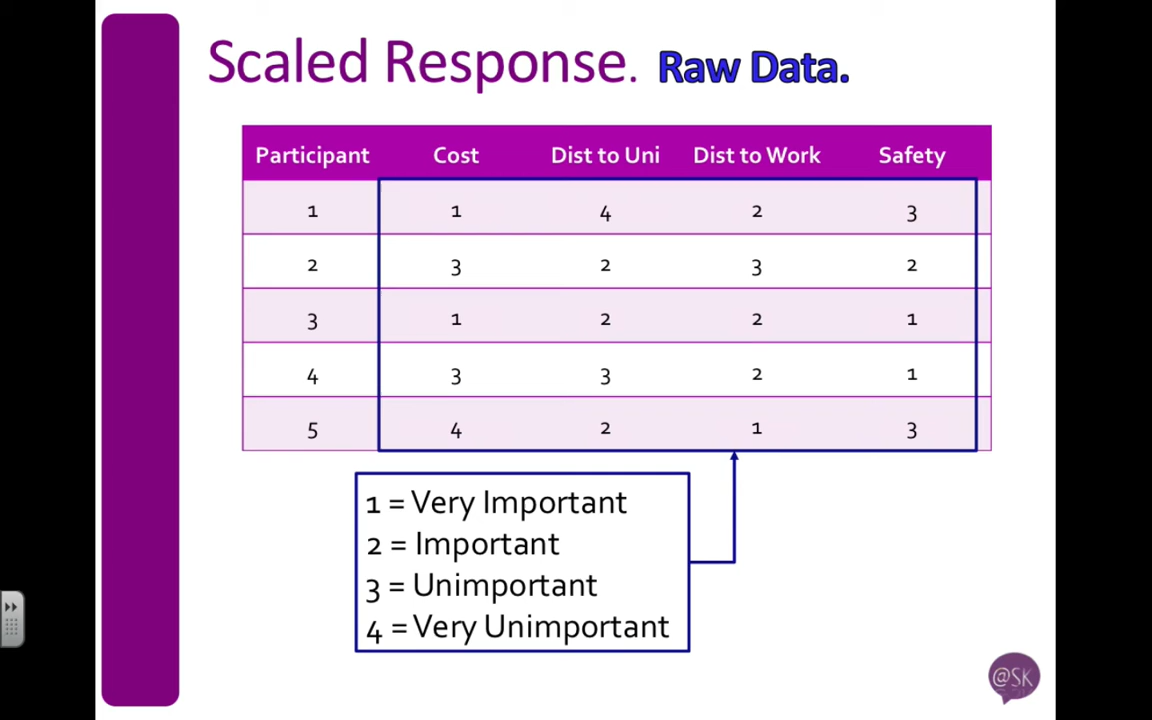 Scaled Response. Raw Data.
Participant Cost Dist to Uni Dist to Work Safety
1 1 4 2 3
2 3 2 3 2
3 1 2 2 1
4 3 3 2 1
5 4 2 1 3
1 = Very Important
2 = Important
3 = Unimportant
4 = Very Unimportant
@SK